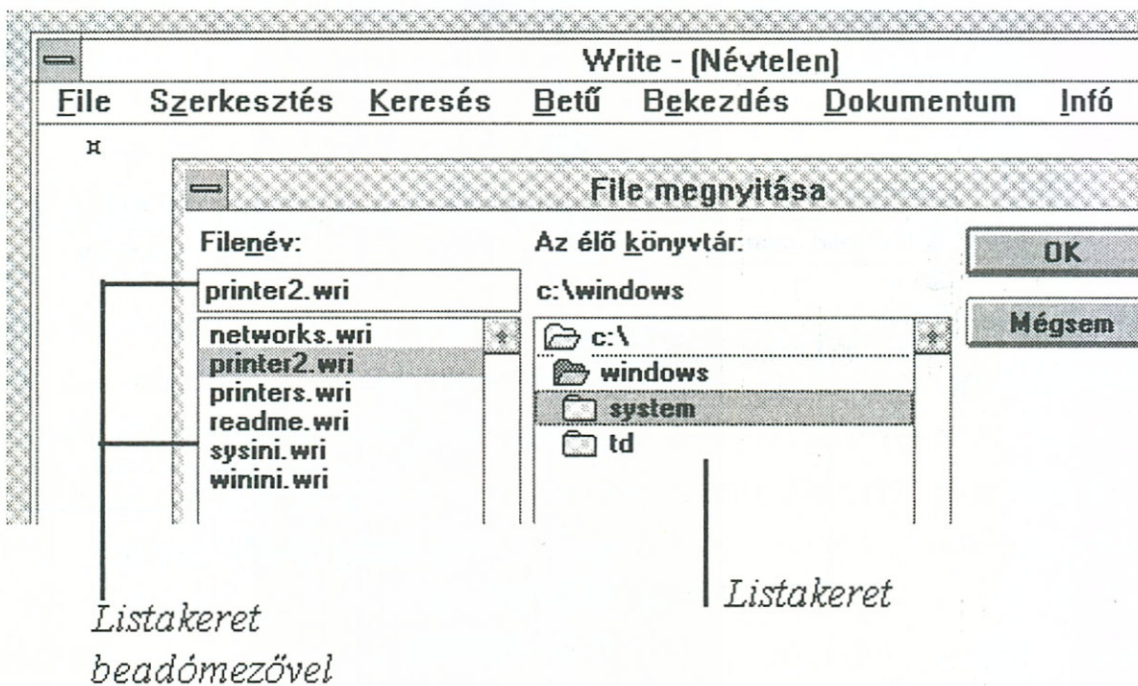 Write - (Névtelen)
File Szerkesztés Keresés Betű Bekezdés Dokumentum Infó
¤
File megnyitása
Filenév:
printer2.wri
networks.wri
printer2.wri
printers.wri
readme.wri
sysini.wri
winini.wri
Az élő könyvtár:
c:\windows
c:\
windows
system
td
OK
Mégsem
Listakeret
beadómezővel
Listakeret